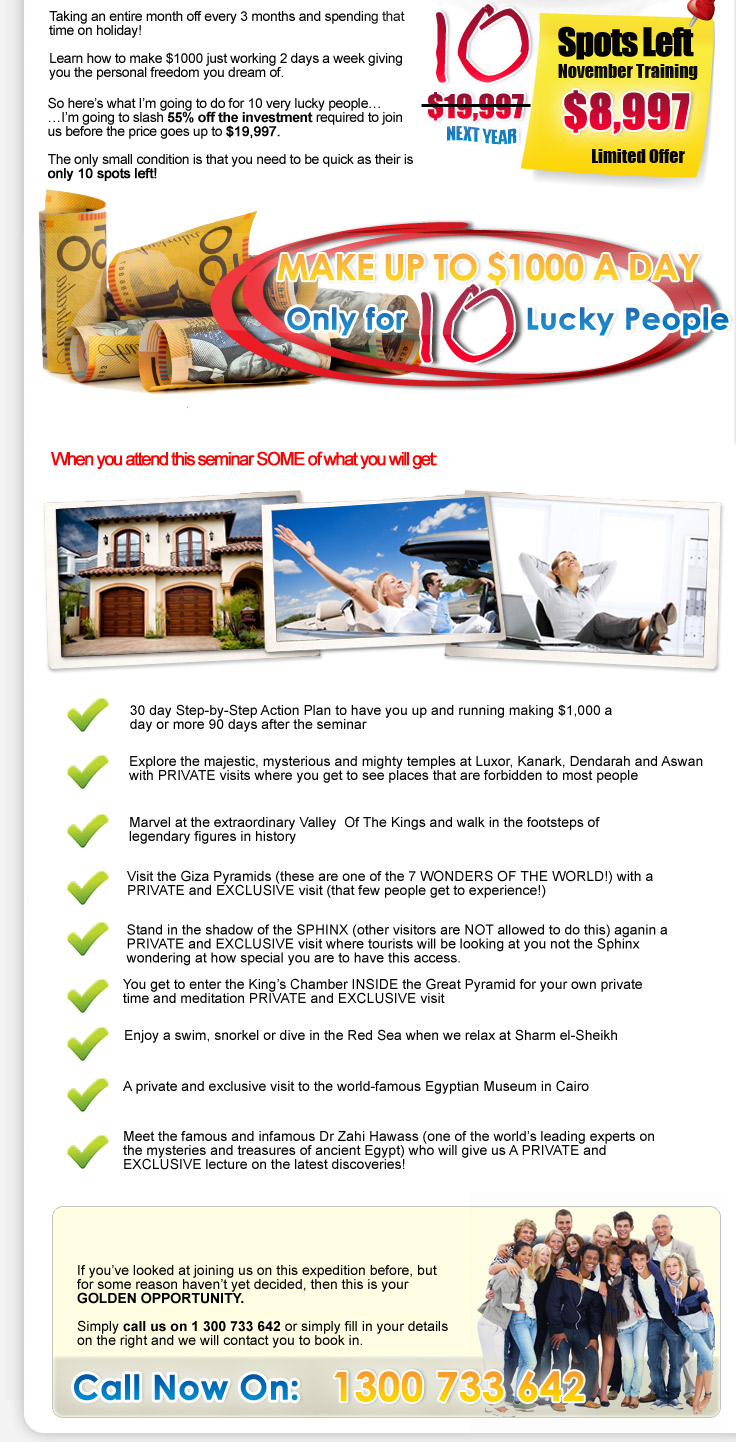 Taking an entire month off every 3 months and spending that
time on holiday!
Learn how to make $1000 just working 2 days a week giving
you the personal freedom you dream of.
So here's what I'm going to do for 10 very lucky people…
…I'm going to slash 55% off the investment required to join
us before the price goes up to $19,997.
The only small condition is that you need to be quick as their is
only 10 spots left!
10
$19,997
NEXT YEAR
Spots Left
November Training
$8,997
Limited Offer
MAKE UP TO $1000 A DAY
Only for 10 Lucky People
When you attend this seminar SOME of what you will get:
30 day Step-by-Step Action Plan to have you up and running making $1,000 a
day or more 90 days after the seminar
Explore the majestic, mysterious and mighty temples at Luxor, Kanark, Dendarah and Aswan
with PRIVATE visits where you get to see places that are forbidden to most people
Marvel at the extraordinary Valley Of The Kings and walk in the footsteps of
legendary figures in history
Visit the Giza Pyramids (these are one of the 7 WONDERS OF THE WORLD!) with a
PRIVATE and EXCLUSIVE visit (that few people get to experience!)
Stand in the shadow of the SPHINX (other visitors are NOT allowed to do this) aganin a
PRIVATE and EXCLUSIVE visit where tourists will be looking at you not the Sphinx
wondering at how special you are to have this access.
You get to enter the King's Chamber INSIDE the Great Pyramid for your own private
time and meditation PRIVATE and EXCLUSIVE visit
Enjoy a swim, snorkel or dive in the Red Sea when we relax at Sharm el-Sheikh
A private and exclusive visit to the world-famous Egyptian Museum in Cairo
Meet the famous and infamous Dr Zahi Hawass (one of the world's leading experts on
the mysteries and treasures of ancient Egypt) who will give us A PRIVATE and
EXCLUSIVE lecture on the latest discoveries!
If you've looked at joining us on this expedition before, but
for some reason haven't yet decided, then this is your
GOLDEN OPPORTUNITY.
Simply call us on 1 300 733 642 or simply fill in your details
on the right and we will contact you to book in.
Call Now On: 1300 733 642